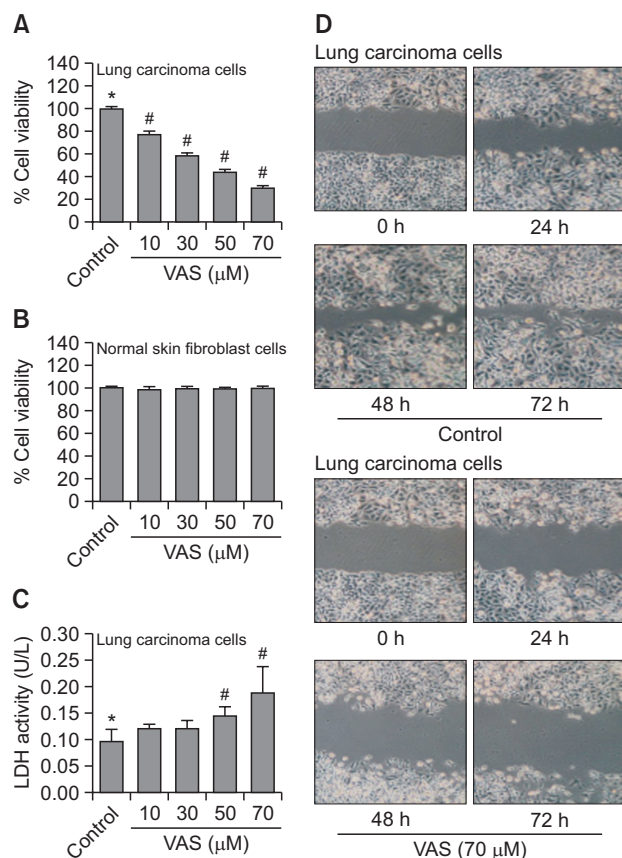 A
Lung carcinoma cells
% Cell viability
140
120
100
80
60
40
20
0
*
#
#
#
#
Control
10 30 50 70
VAS (μM)
B
Normal skin fibroblast cells
% Cell viability
140
120
100
80
60
40
20
0
Control
10 30 50 70
VAS (μM)
C
Lung carcinoma cells
LDH activity (U/L)
0.30
0.25
0.20
0.15
0.10
0.05
0.00
*
#
#
Control
10 30 50 70
VAS (μM)
D
Lung carcinoma cells
0 h 24 h
48 h 72 h
Control
Lung carcinoma cells
0 h 24 h
48 h 72 h
VAS (70 μM)